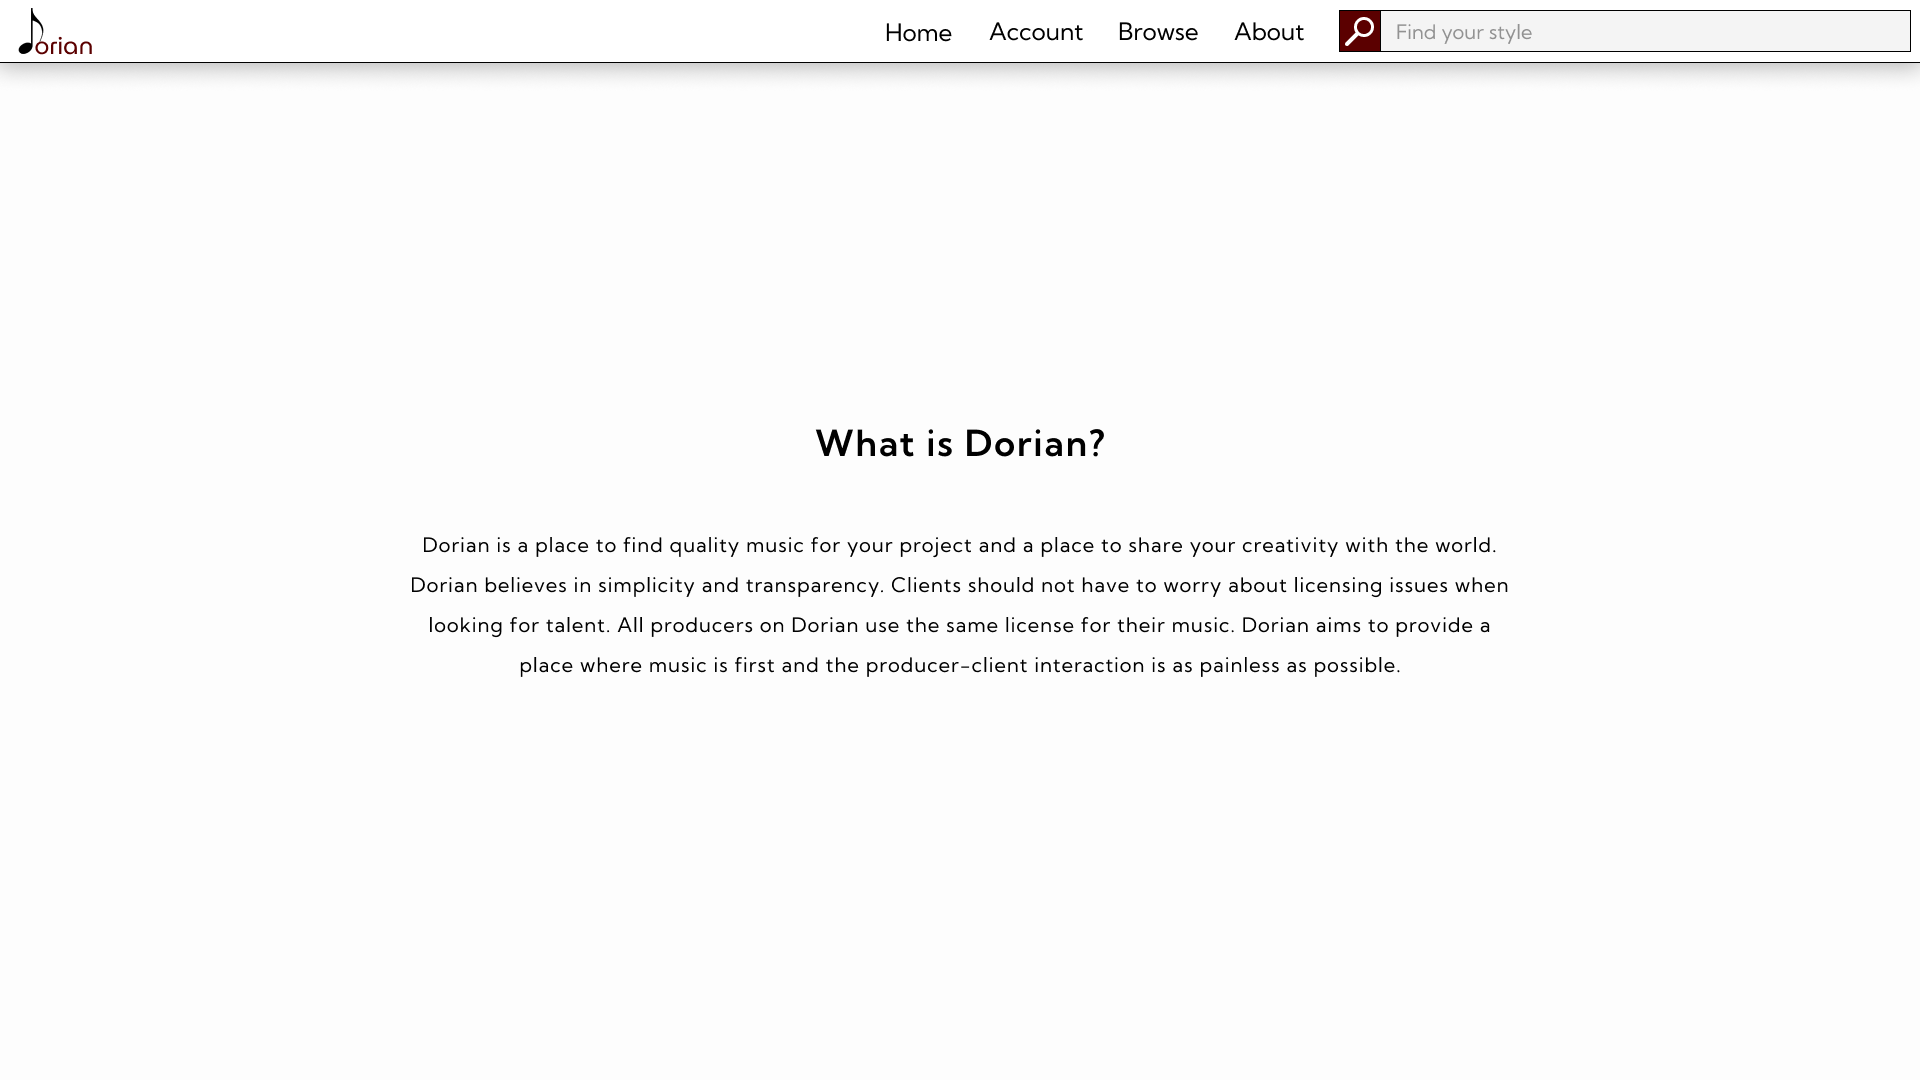 Dorian
Home Account Browse About Find your style
What is Dorian?
Dorian is a place to find quality music for your project and a place to share your creativity with the world.
Dorian believes in simplicity and transparency. Clients should not have to worry about licensing issues when
looking for talent. All producers on Dorian use the same license for their music. Dorian aims to provide a
place where music is first and the producer-client interaction is as painless as possible.